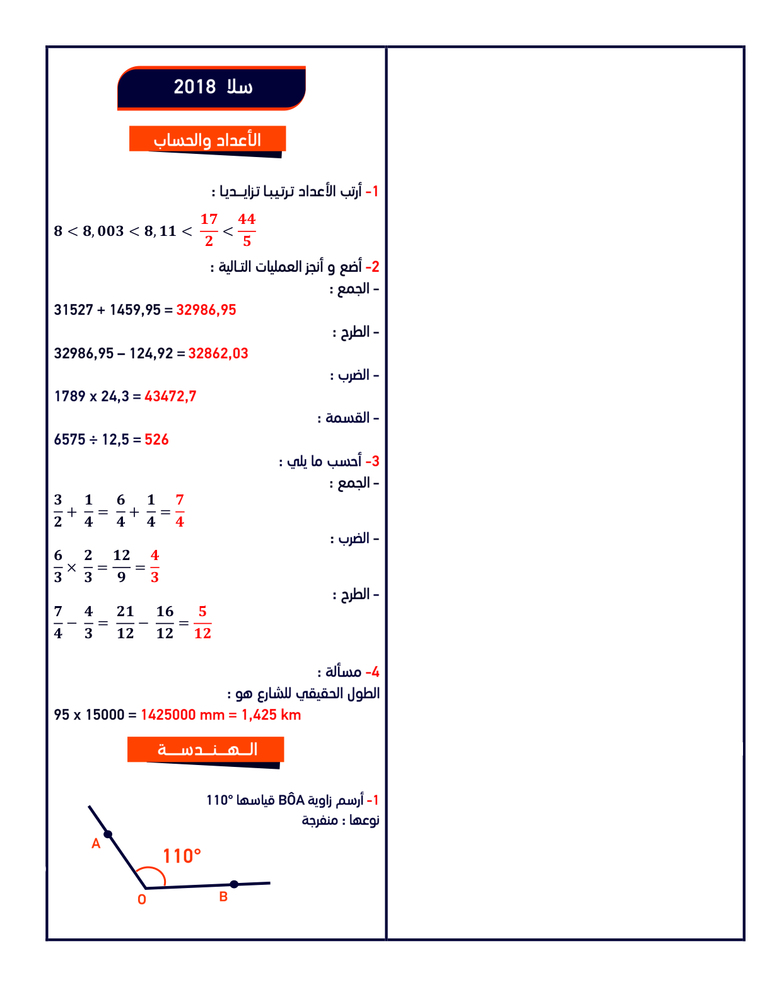 سلا 2018
الأعداد والحساب
1- أرتب الأعداد ترتيبا تزايــديا :
8 < 8,003 < 8,11 < 17/2 < 44/5
2- أضع و أنجز العمليات التالية :
- الجمع :
31527 + 1459,95 = 32986,95
- الطرح :
32986,95 – 124,92 = 32862,03
- الضرب :
1789 x 24,3 = 43472,7
- القسمة :
6575 ÷ 12,5 = 526
3- أحسب ما يلي :
- الجمع :
3/2 + 1/4 = 6/4 + 1/4 = 7/4
- الضرب :
6/3 × 2/3 = 12/9 = 4/3
- الطرح :
7/4 − 4/3 = 21/12 − 16/12 = 5/12
4- مسألة :
الطول الحقيقي للشارع هو :
95 x 15000 = 1425000 mm = 1,425 km
الــهــنــدســــة
1- أرسم زاوية BÔA قياسها 110°
نوعها : منفرجة
A
110°
O
B